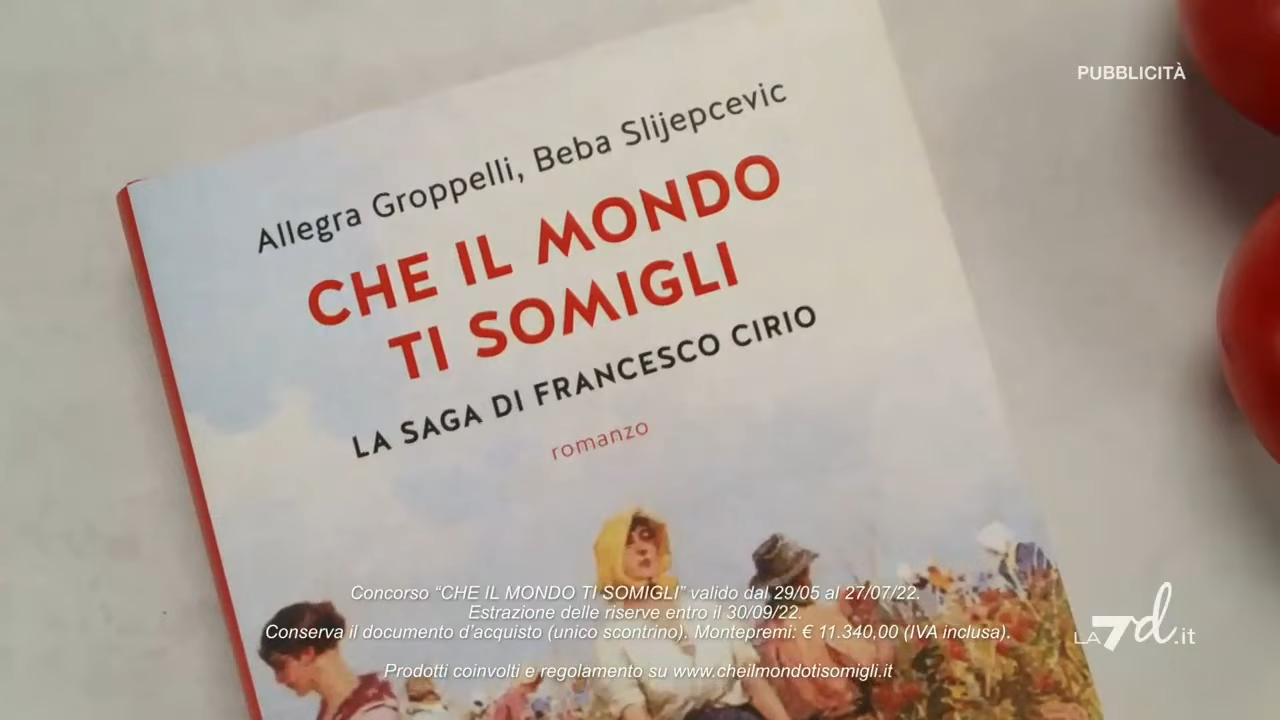 PUBBLICITÀ
Allegra Groppelli, Beba Slijepcevic
CHE IL MONDO
TI SOMIGLI
LA SAGA DI FRANCESCO CIRIO
romanzo
Concorso “CHE IL MONDO TI SOMIGLI” valido dal 29/05 al 27/07/22.
Estrazione delle riserve entro il 30/09/22.
Conserva il documento d’acquisto (unico scontrino). Montepremi: € 11.340,00 (IVA inclusa).
Prodotti coinvolti e regolamento su www.cheilmondotisomigli.it
LA7d.it